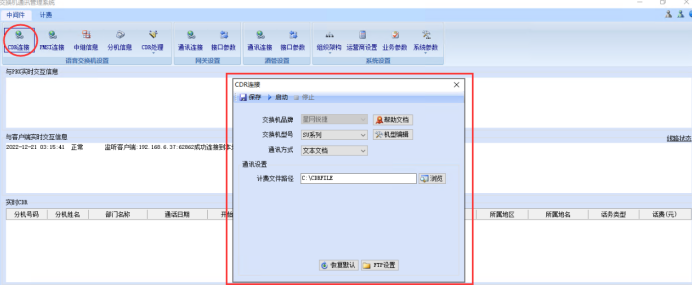 交换机通讯管理系统
中间件 计费
CDR连接 PMSI连接 中继信息 分机信息 CDR处理 通讯连接 接口参数 通讯连接 接口参数 组织架构 运营商设置 业务参数 系统参数
语音交换机设置 网关设置 酒管设置 系统设置
与PBX实时交互信息
CDR连接
保存 启动 停止
交换机品牌 星网锐捷 帮助文档
交换机型号 SU系列 机型编辑
通讯方式 文本文档
通讯设置
计费文件路径 C:\CDRFILE 浏览
恢复默认 FTP设置
与客户端实时交互信息 线路状态
2022-12-21 03:15:41 正常 监听客户端:192.168.6.37:62862成功连接到本
实时CDR
分机号码 分机姓名 部门名称 通话日期 开始 所属地区 所属地名 话务类型 话费(元)